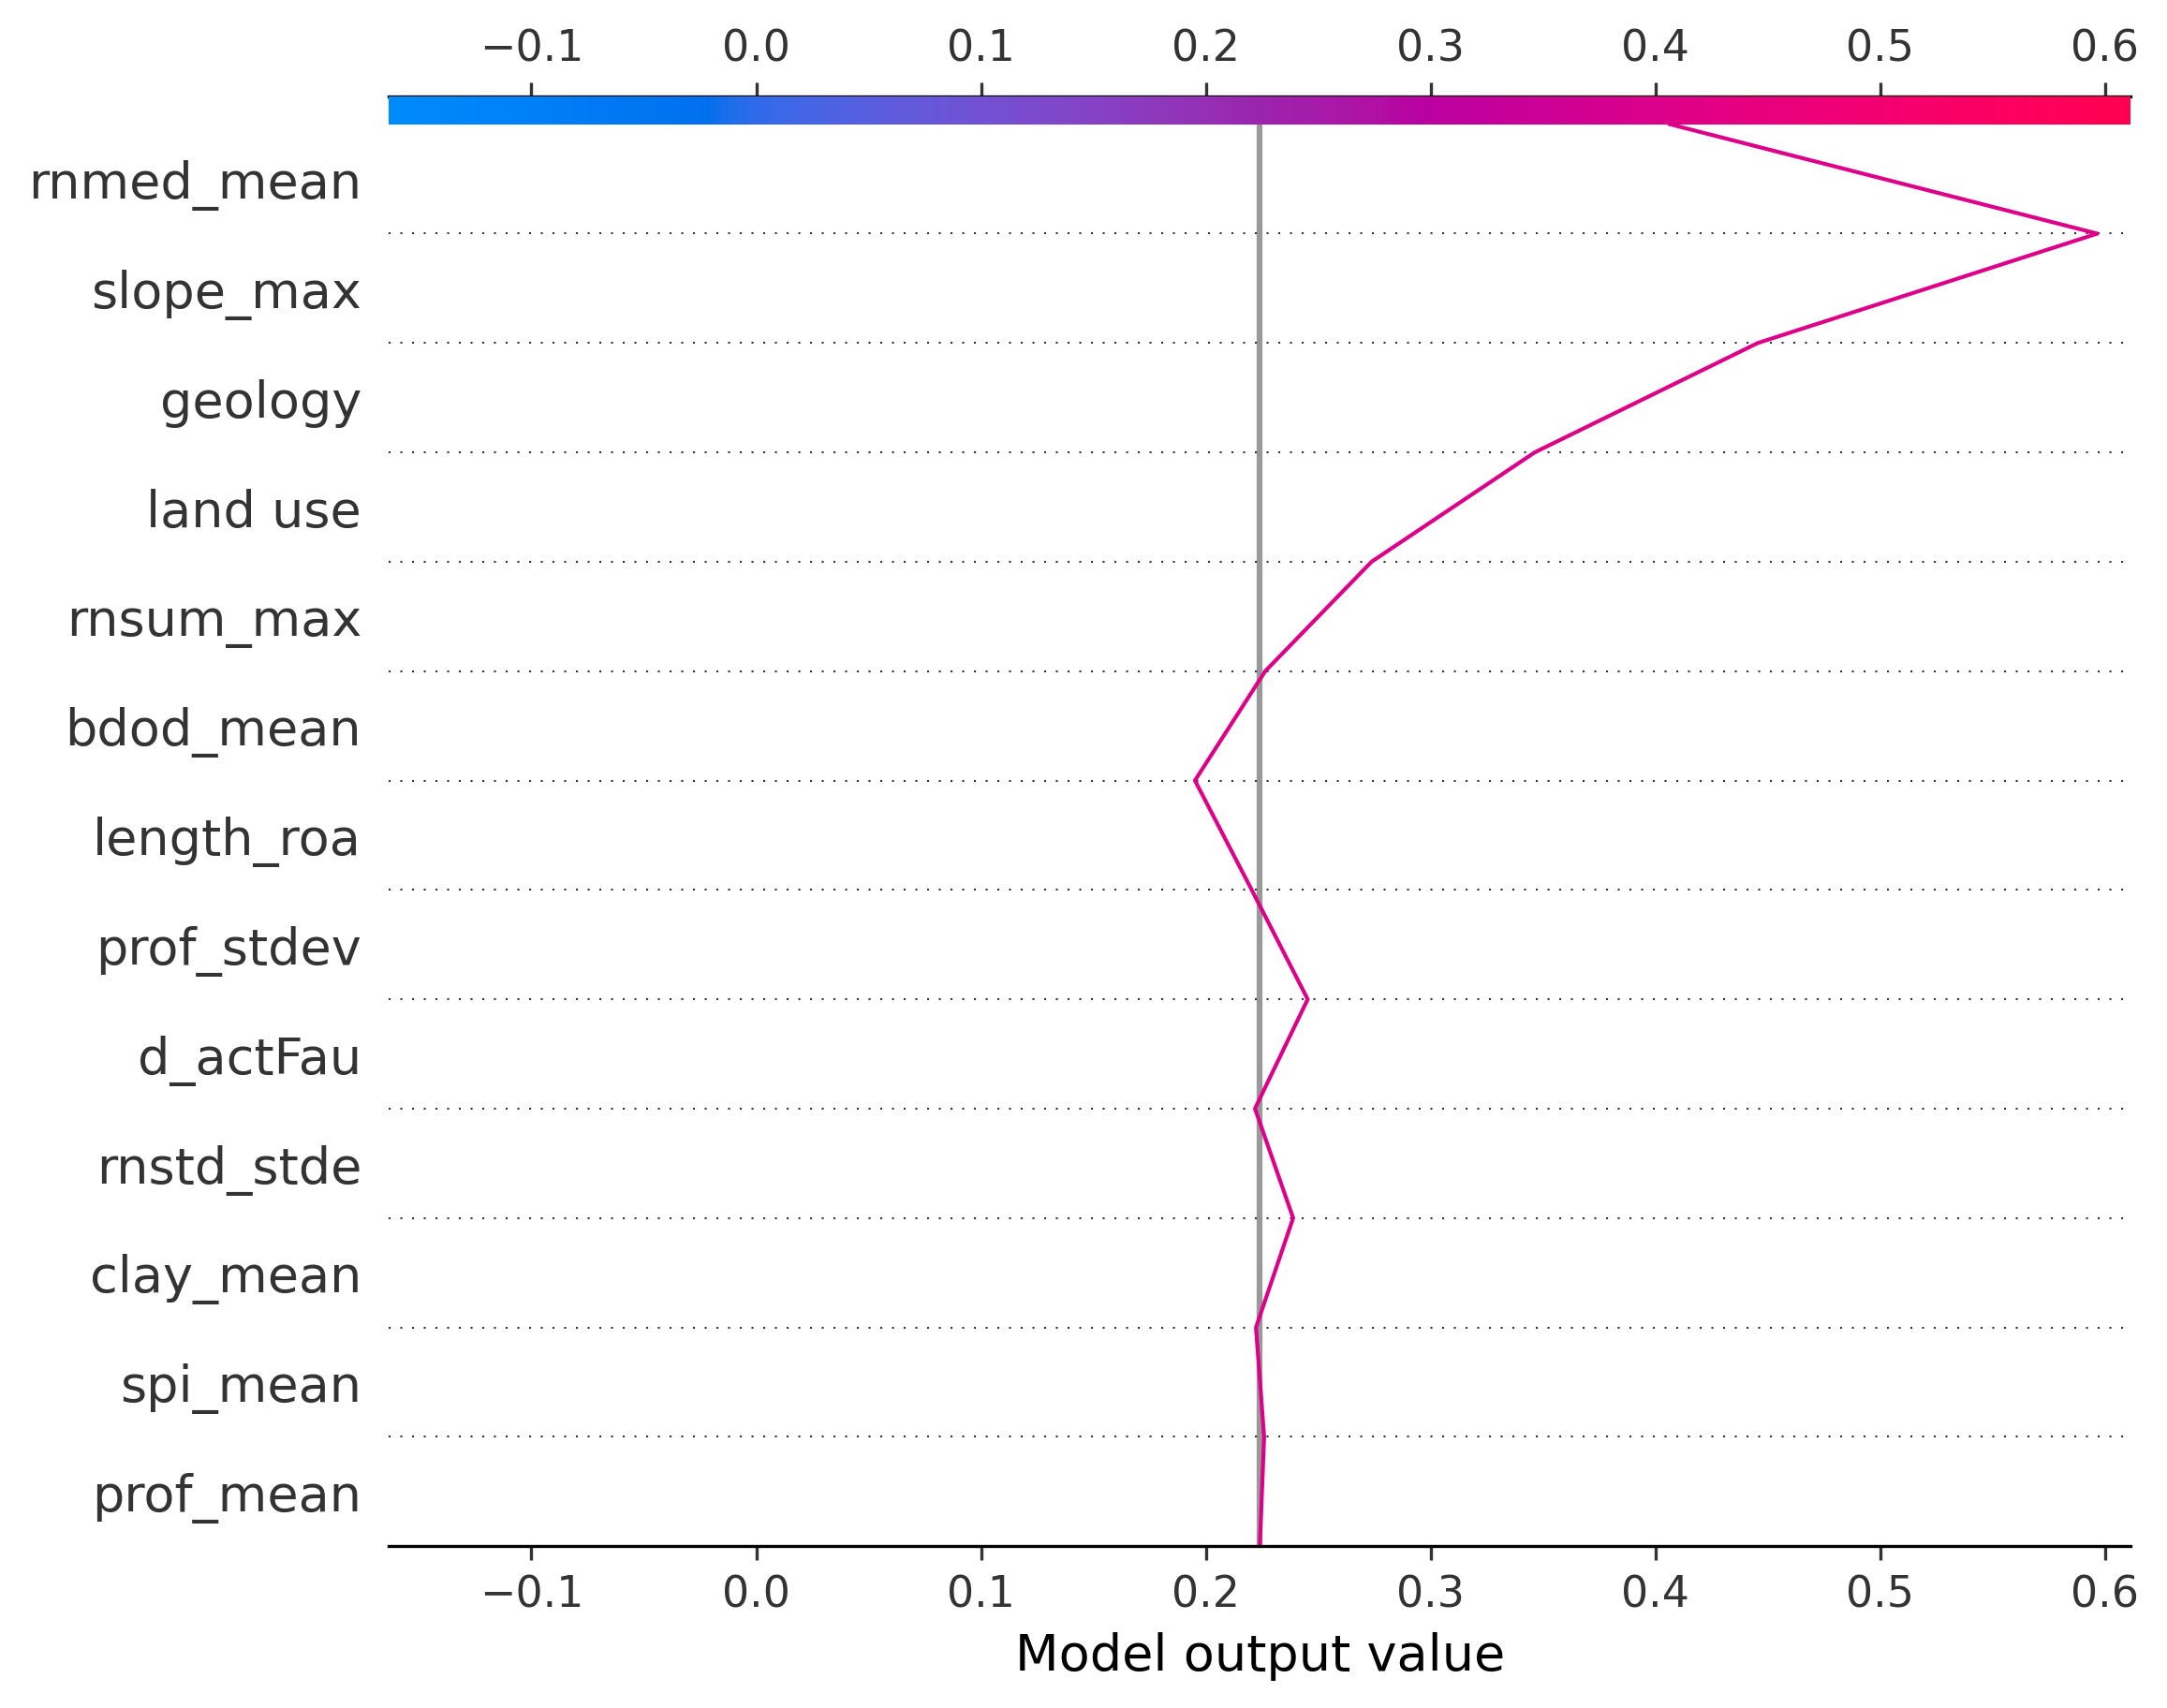 −0.1 0.0 0.1 0.2 0.3 0.4 0.5 0.6
rnmed_mean
slope_max
geology
land use
rnsum_max
bdod_mean
length_roa
prof_stdev
d_actFau
rnstd_stde
clay_mean
spi_mean
prof_mean
−0.1 0.0 0.1 0.2 0.3 0.4 0.5 0.6
Model output value